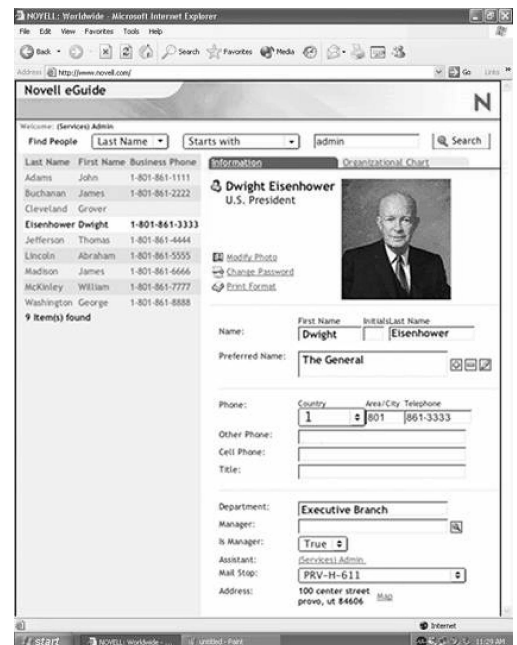 NOVELL: Worldwide - Microsoft Internet Explorer
File Edit View Favorites Tools Help
Back Search Favorites Media
Address http://www.novell.com/ Go Links
Novell eGuide
N
Welcome: (Services) Admin
Find People Last Name Starts with admin Search
Last Name First Name Business Phone
Adams John 1-801-861-1111
Buchanan James 1-801-861-2222
Cleveland Grover
Eisenhower Dwight 1-801-861-3333
Jefferson Thomas 1-801-861-4444
Lincoln Abraham 1-801-861-5555
Madison James 1-801-861-6666
McKinley William 1-801-861-7777
Washington George 1-801-861-8888
9 Item(s) found
Information Organizational Chart
Dwight Eisenhower
U.S. President
Modify Photo
Change Password
Print Format
First Name Initials Last Name
Name: Dwight Eisenhower
Preferred Name: The General
Country Area/City Telephone
Phone: 1 801 861-3333
Other Phone:
Cell Phone:
Title:
Department: Executive Branch
Manager:
Is Manager: True
Assistant: (Services) Admin
Mail Stop: PRV-H-611
Address: 100 center street
provo, ut 84606 Map
Internet
start NOVELL: Worldwide - ... untitled - Paint 11:29 AM